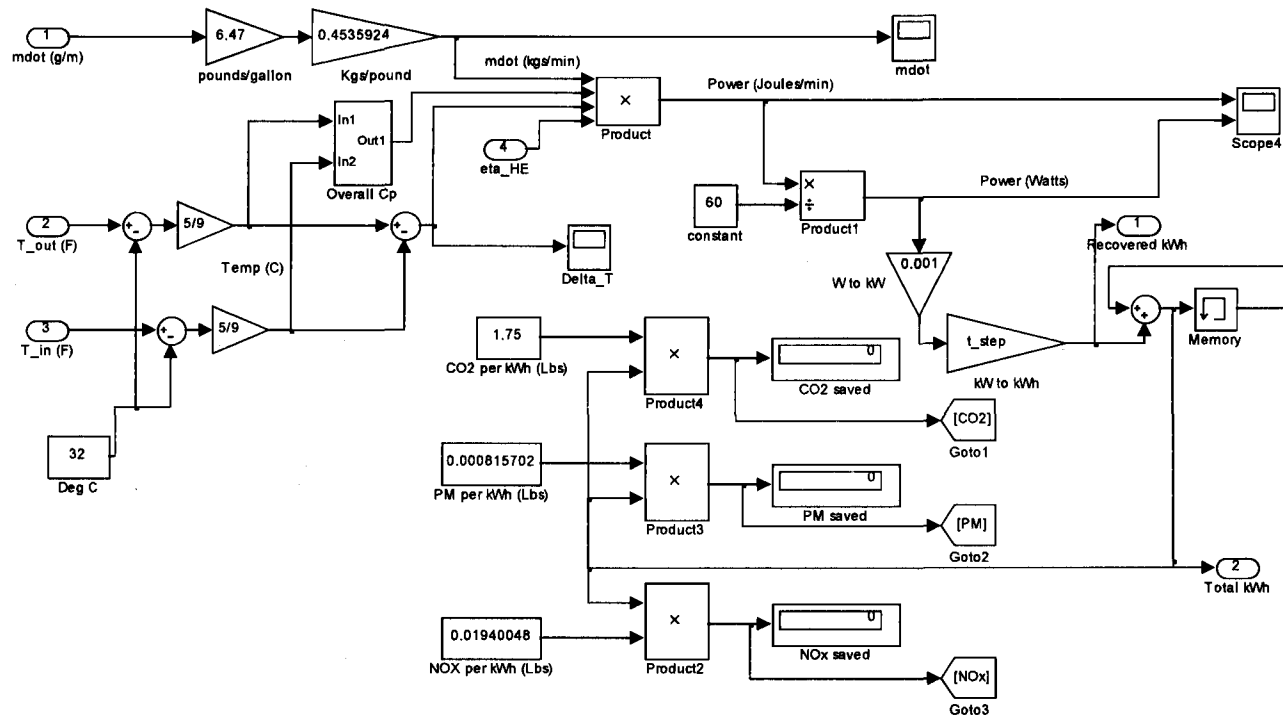 1
mdot (g/m)
6.47
pounds/gallon
0.4535924
Kgs/pound
mdot (kgs/min)
mdot
Power (Joules/min)
×
Product
Scope4
In1
In2
Out1
Overall Cp
4
eta_HE
2
T_out (F)
+
-
5/9
+
-
Temp (C)
Delta_T
60
constant
×
÷
Product1
Power (Watts)
1
Recovered kWh
0.001
W to kW
3
T_in (F)
+
-
5/9
t_step
kW to kWh
+
+
Memory
1.75
CO2 per kWh (Lbs)
×
Product4
0
CO2 saved
[CO2]
Goto1
32
Deg C
0.000815702
PM per kWh (Lbs)
×
Product3
0
PM saved
[PM]
Goto2
2
Total kWh
0.01940048
NOX per kWh (Lbs)
×
Product2
0
NOx saved
[NOx]
Goto3